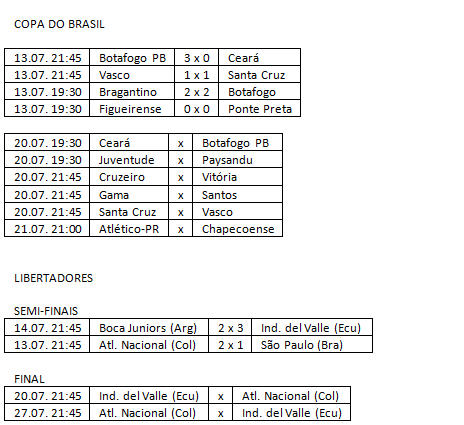 COPA DO BRASIL
13.07. 21:45 Botafogo PB 3 x 0 Ceará
13.07. 21:45 Vasco 1 x 1 Santa Cruz
13.07. 19:30 Bragantino 2 x 2 Botafogo
13.07. 19:30 Figueirense 0 x 0 Ponte Preta
20.07. 19:30 Ceará x Botafogo PB
20.07. 19:30 Juventude x Paysandu
20.07. 21:45 Cruzeiro x Vitória
20.07. 21:45 Gama x Santos
20.07. 21:45 Santa Cruz x Vasco
21.07. 21:00 Atlético-PR x Chapecoense
LIBERTADORES
SEMI-FINAIS
14.07. 21:45 Boca Juniors (Arg) 2 x 3 Ind. del Valle (Ecu)
13.07. 21:45 Atl. Nacional (Col) 2 x 1 São Paulo (Bra)
FINAL
20.07. 21:45 Ind. del Valle (Ecu) x Atl. Nacional (Col)
27.07. 21:45 Atl. Nacional (Col) x Ind. del Valle (Ecu)